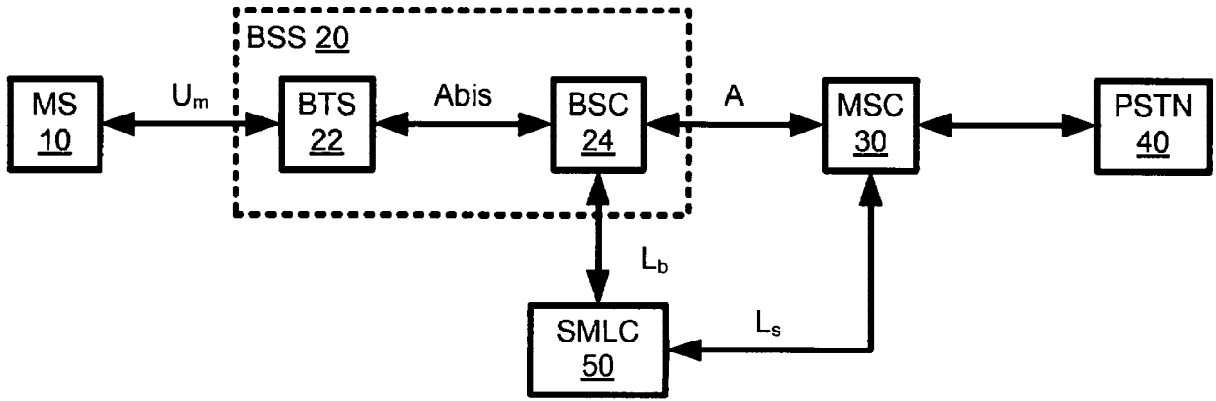 BSS 20
MS
10
Um
BTS
22
Abis
BSC
24
A
MSC
30
PSTN
40
Lb
SMLC
50
Ls